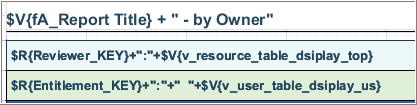 $V{fA_Report Title} + " - by Owner"
$R{Reviewer_KEY}+":"+$V{v_resource_table_dsiplay_top}
$R{Entitlement_KEY}+":"+"  "+$V{v_user_table_dsiplay_us}